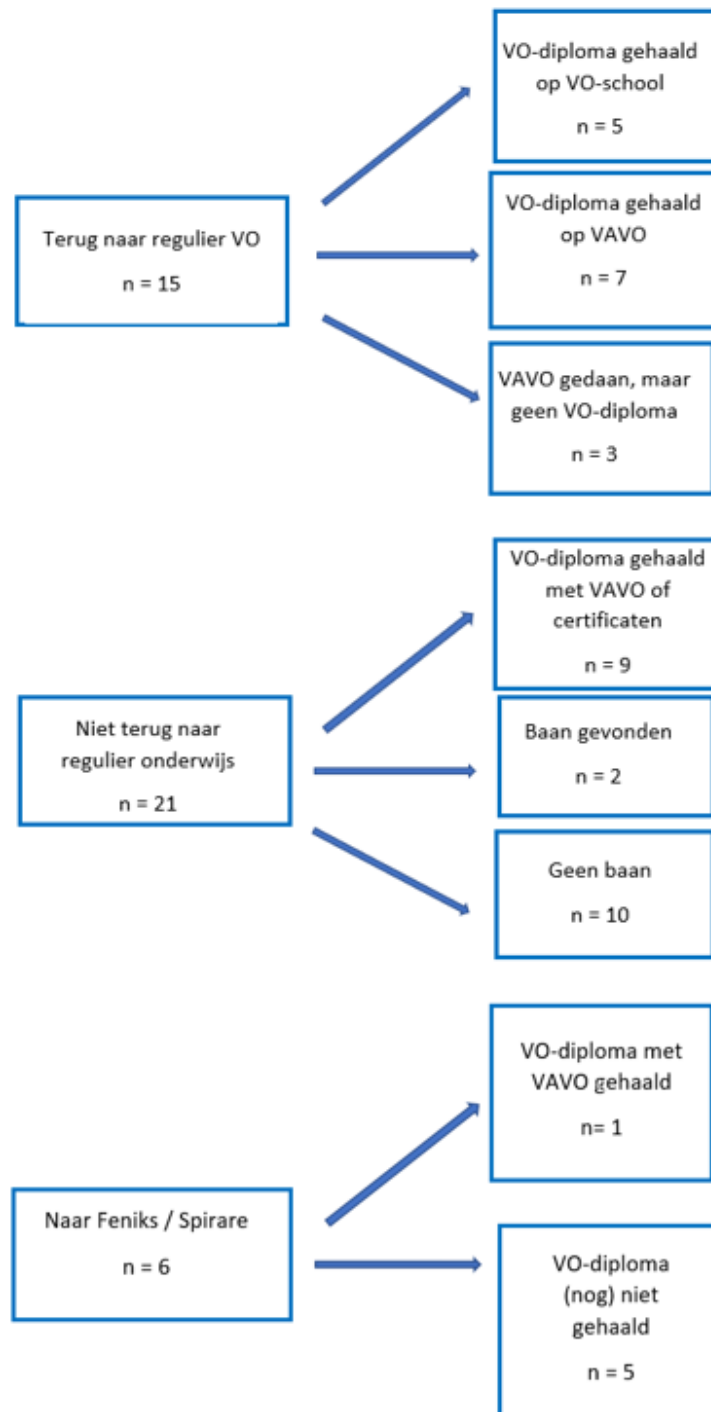 VO-diploma gehaald
op VO-school
n = 5
Terug naar regulier VO
n = 15
VO-diploma gehaald
op VAVO
n = 7
VAVO gedaan, maar
geen VO-diploma
n = 3
VO-diploma gehaald
met VAVO of
certificaten
n = 9
Niet terug naar
regulier onderwijs
n = 21
Baan gevonden
n = 2
Geen baan
n = 10
VO-diploma met
VAVO gehaald
n= 1
Naar Feniks / Spirare
n = 6
VO-diploma
(nog) niet
gehaald
n = 5